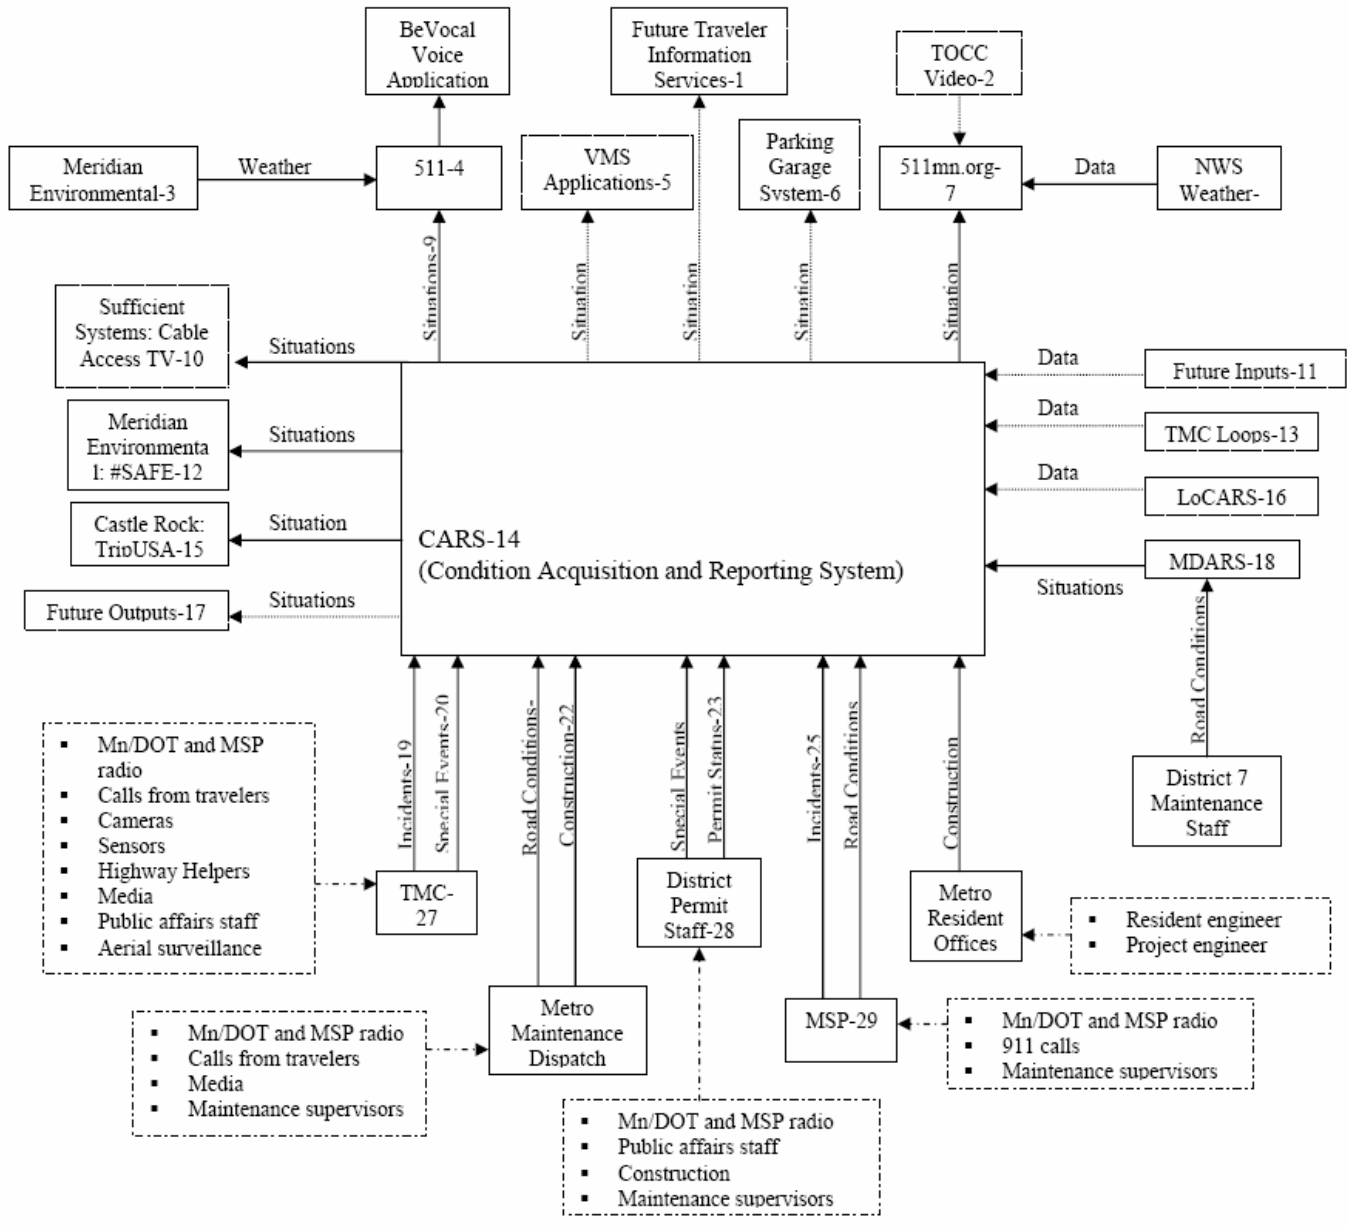 BeVocal
Voice
Application
Future Traveler
Information
Services-1
TOCC
Video-2
Meridian
Environmental-3
Weather
511-4
VMS
Applications-5
Parking
Garage
System-6
511mn.org-
7
Data
NWS
Weather-
Situations-9
Situation
Situation
Situation
Situation
Sufficient
Systems: Cable
Access TV-10
Situations
Data
Future Inputs-11
Meridian
Environmenta
l: #SAFE-12
Situations
Data
TMC Loops-13
Data
LoCARS-16
Castle Rock:
TripUSA-15
Situation
CARS-14
(Condition Acquisition and Reporting System)
MDARS-18
Situations
Future Outputs-17
Situations
Road Conditions
District 7
Maintenance
Staff
Incidents-19
Special Events-20
Road Conditions-
Construction-22
Special Events
Permit Status-23
Incidents-25
Road Conditions
Construction
▪ Mn/DOT and MSP
radio
▪ Calls from travelers
▪ Cameras
▪ Sensors
▪ Highway Helpers
▪ Media
▪ Public affairs staff
▪ Aerial surveillance
TMC-
27
District
Permit
Staff-28
Metro
Resident
Offices
▪ Resident engineer
▪ Project engineer
▪ Mn/DOT and MSP radio
▪ Calls from travelers
▪ Media
▪ Maintenance supervisors
Metro
Maintenance
Dispatch
MSP-29
▪ Mn/DOT and MSP radio
▪ 911 calls
▪ Maintenance supervisors
▪ Mn/DOT and MSP radio
▪ Public affairs staff
▪ Construction
▪ Maintenance supervisors